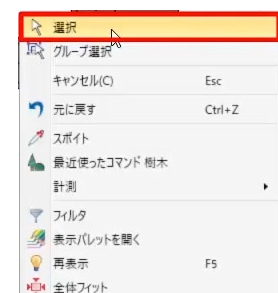 選択
グループ選択
キャンセル(C) Esc
元に戻す Ctrl+Z
スポイト
最近使ったコマンド 樹木
計測
フィルタ
表示パレットを開く
再表示 F5
全体フィット